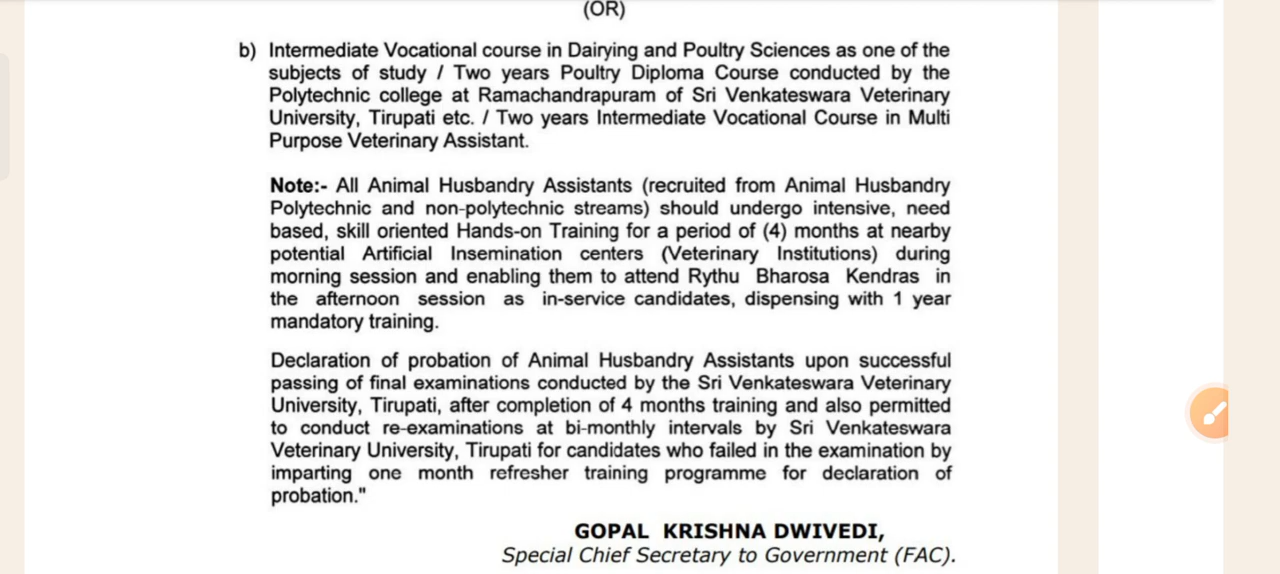 (OR)
b) Intermediate Vocational course in Dairying and Poultry Sciences as one of the
subjects of study / Two years Poultry Diploma Course conducted by the
Polytechnic college at Ramachandrapuram of Sri Venkateswara Veterinary
University, Tirupati etc. / Two years Intermediate Vocational Course in Multi
Purpose Veterinary Assistant.
Note:- All Animal Husbandry Assistants (recruited from Animal Husbandry
Polytechnic and non-polytechnic streams) should undergo intensive, need
based, skill oriented Hands-on Training for a period of (4) months at nearby
potential Artificial Insemination centers (Veterinary Institutions) during
morning session and enabling them to attend Rythu Bharosa Kendras in
the afternoon session as in-service candidates, dispensing with 1 year
mandatory training.
Declaration of probation of Animal Husbandry Assistants upon successful
passing of final examinations conducted by the Sri Venkateswara Veterinary
University, Tirupati, after completion of 4 months training and also permitted
to conduct re-examinations at bi-monthly intervals by Sri Venkateswara
Veterinary University, Tirupati for candidates who failed in the examination by
imparting one month refresher training programme for declaration of
probation."
GOPAL KRISHNA DWIVEDI,
Special Chief Secretary to Government (FAC).